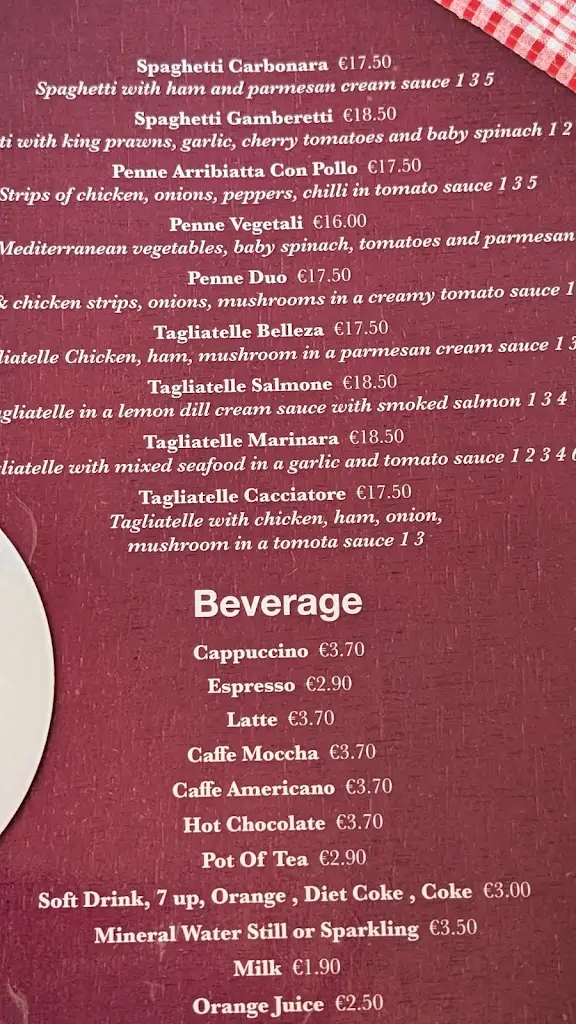 Spaghetti Carbonara €17.50
Spaghetti with ham and parmesan cream sauce 1 3 5
Spaghetti Gamberetti €18.50
with king prawns, garlic, cherry tomatoes and baby spinach 1 2
Penne Arribiatta Con Pollo €17.50
Strips of chicken, onions, peppers, chilli in tomato sauce 1 3 5
Penne Vegetali €16.00
Mediterranean vegetables, baby spinach, tomatoes and parmesan
Penne Duo €17.50
& chicken strips, onions, mushrooms in a creamy tomato sauce 1
Tagliatelle Belleza €17.50
liatelle Chicken, ham, mushroom in a parmesan cream sauce 1 3
Tagliatelle Salmone €18.50
gliatelle in a lemon dill cream sauce with smoked salmon 1 3 4
Tagliatelle Marinara €18.50
liatelle with mixed seafood in a garlic and tomato sauce 1 2 3 4 6
Tagliatelle Cacciatore €17.50
Tagliatelle with chicken, ham, onion,
mushroom in a tomota sauce 1 3
Beverage
Cappuccino €3.70
Espresso €2.90
Latte €3.70
Caffe Moccha €3.70
Caffe Americano €3.70
Hot Chocolate €3.70
Pot Of Tea €2.90
Soft Drink, 7 up, Orange , Diet Coke , Coke €3.00
Mineral Water Still or Sparkling €3.50
Milk €1.90
Orange Juice €2.50